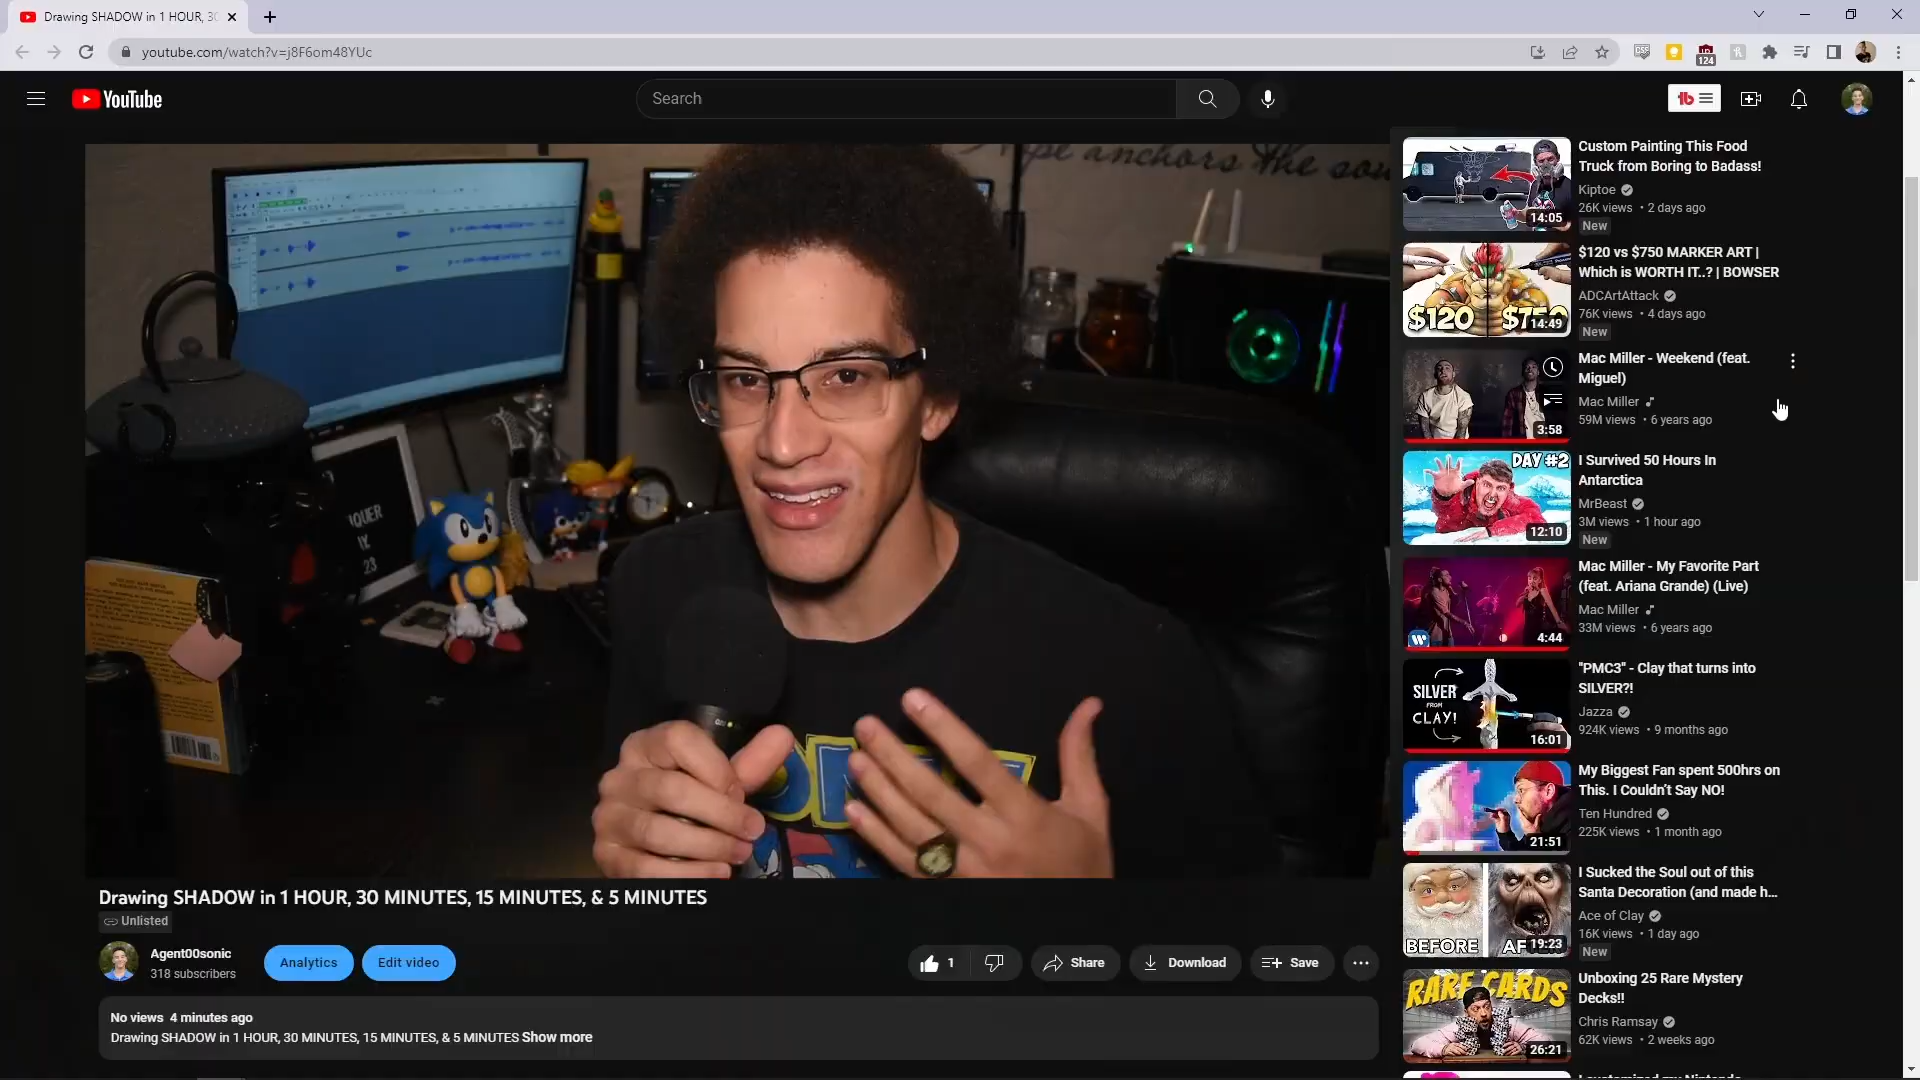 Drawing SHADOW in 1 HOUR, 30
youtube.com/watch?v=j8F6om48YUc
124
YouTube
Search
tb
Hope anchors the soul
Custom Painting This Food
Truck from Boring to Badass!
Kiptoe
26K views • 2 days ago
New
14:05
$120 vs $750 MARKER ART |
Which is WORTH IT..? | BOWSER
ADCArtAttack
76K views • 4 days ago
New
$120
$750
14:49
Mac Miller - Weekend (feat.
Miguel)
Mac Miller
59M views • 6 years ago
3:58
I Survived 50 Hours In
Antarctica
MrBeast
3M views • 1 hour ago
New
DAY #2
12:10
Mac Miller - My Favorite Part
(feat. Ariana Grande) (Live)
Mac Miller
33M views • 6 years ago
4:44
"PMC3" - Clay that turns into
SILVER?!
Jazza
924K views • 9 months ago
SILVER
FROM
CLAY!
16:01
My Biggest Fan spent 500hrs on
This. I Couldn't Say NO!
Ten Hundred
225K views • 1 month ago
21:51
I Sucked the Soul out of this
Santa Decoration (and made h...
Ace of Clay
16K views • 1 day ago
New
BEFORE
AF
19:23
Unboxing 25 Rare Mystery
Decks!!
Chris Ramsay
62K views • 2 weeks ago
RARE CARDS
26:21
Drawing SHADOW in 1 HOUR, 30 MINUTES, 15 MINUTES, & 5 MINUTES
Unlisted
Agent00sonic
318 subscribers
Analytics
Edit video
1
Share
Download
Save
No views 4 minutes ago
Drawing SHADOW in 1 HOUR, 30 MINUTES, 15 MINUTES, & 5 MINUTES Show more